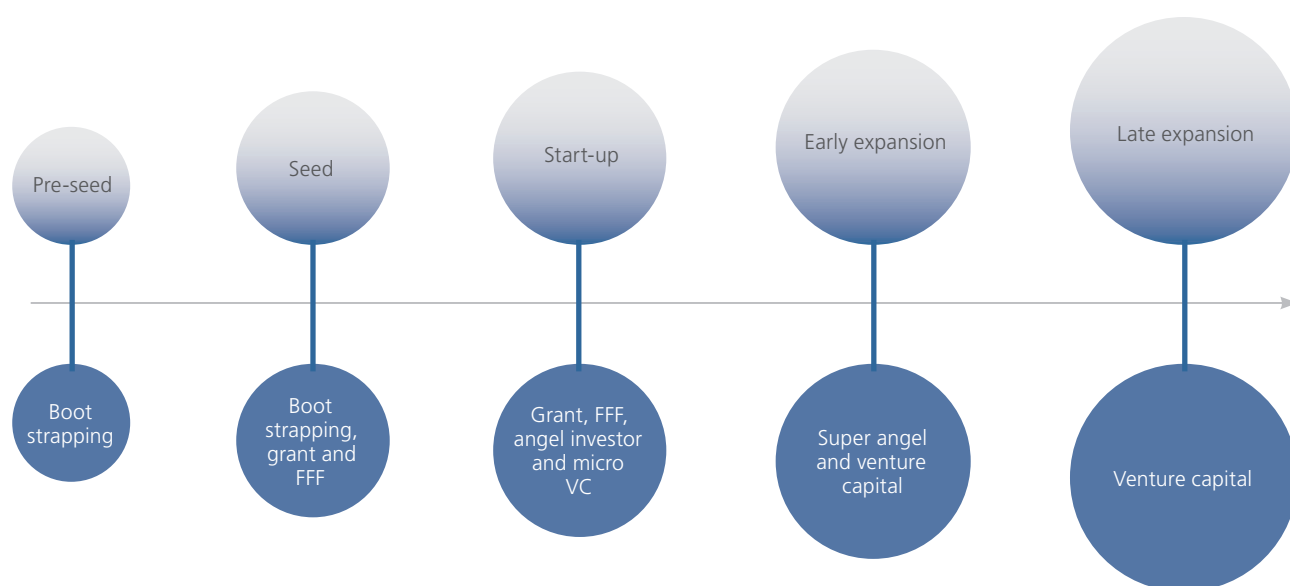 Pre-seed
Seed
Start-up
Early expansion
Late expansion
Boot
strapping
Boot
strapping,
grant and
FFF
Grant, FFF,
angel investor
and micro
VC
Super angel
and venture
capital
Venture capital